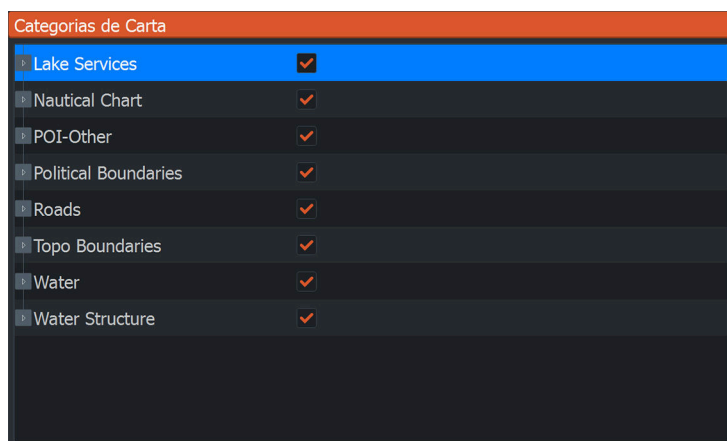 Categorias de Carta
Lake Services
Nautical Chart
POI-Other
Political Boundaries
Roads
Topo Boundaries
Water
Water Structure